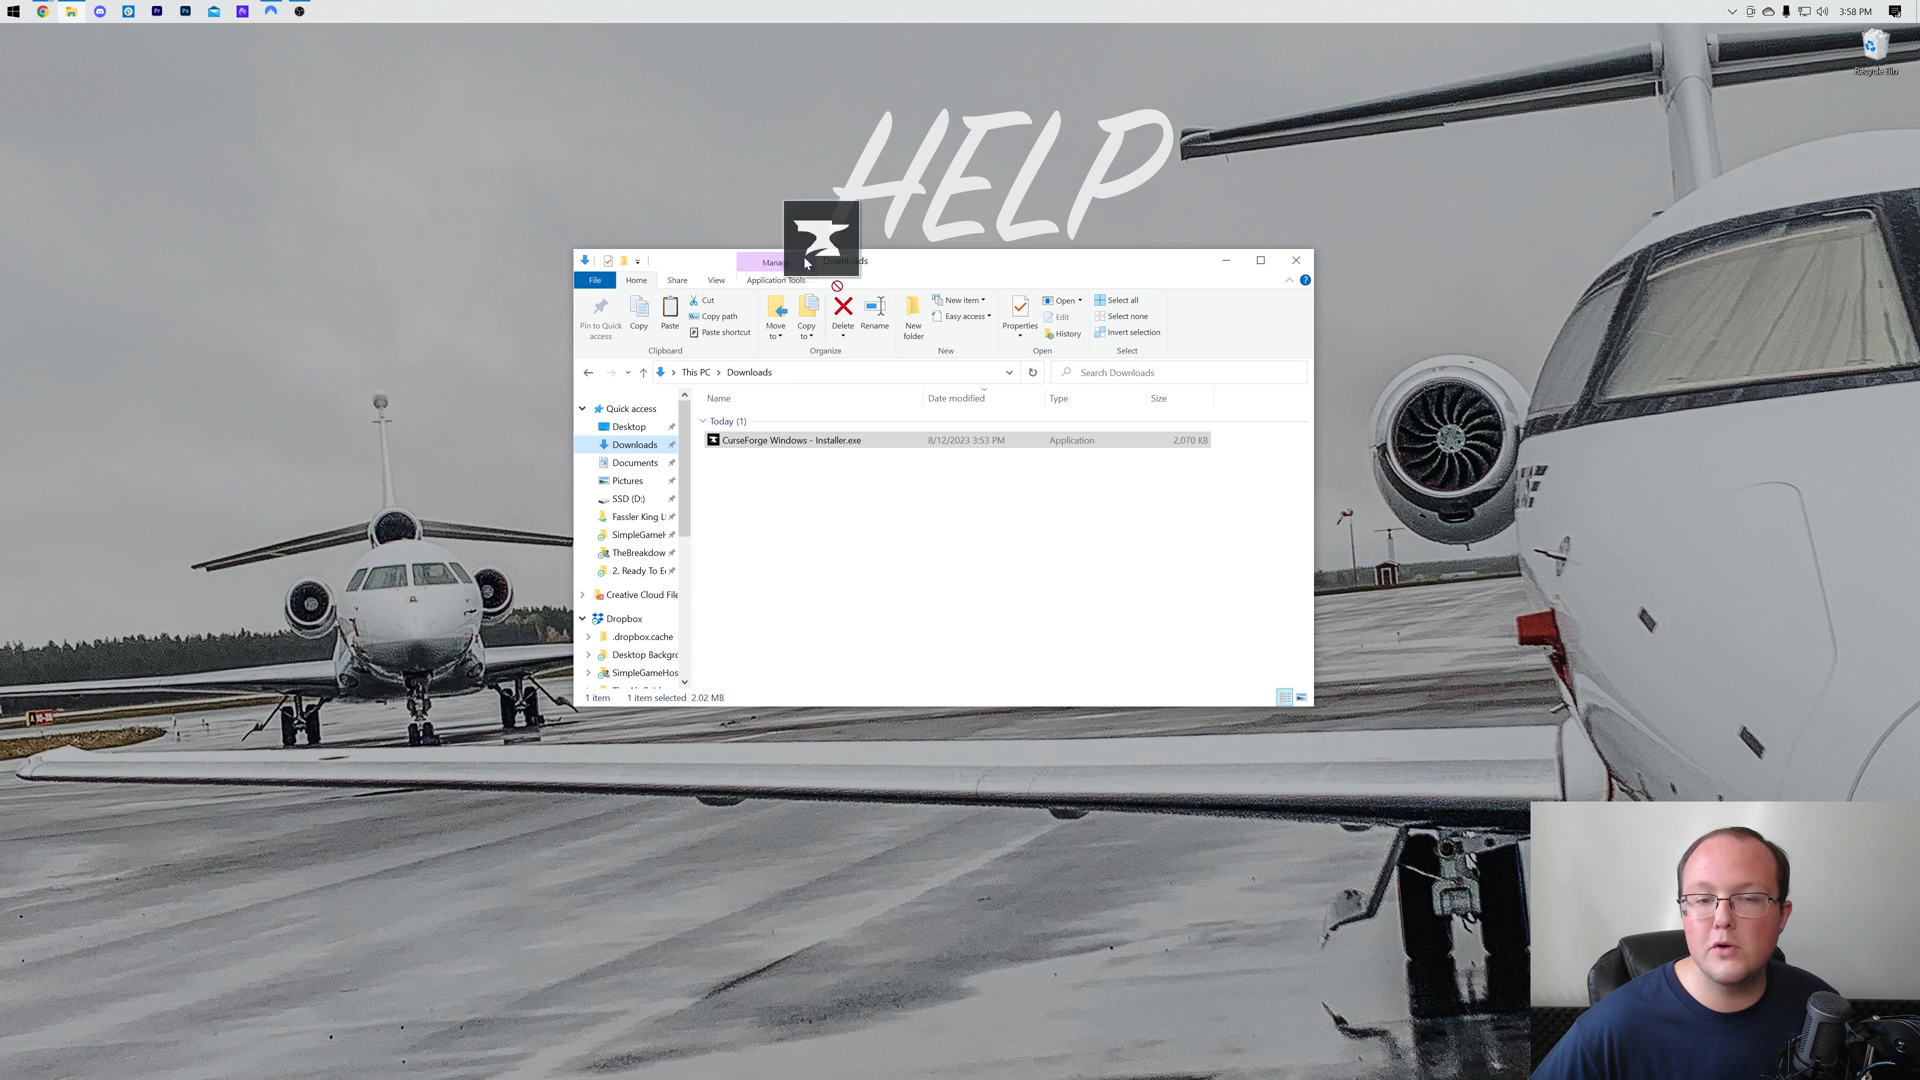 3:58 PM
Recycle Bin
HELP
Manage
Downloads
File
Home
Share
View
Application Tools
Pin to Quick access
Copy
Paste
Cut
Copy path
Paste shortcut
Clipboard
Move to
Copy to
Delete
Rename
Organize
New folder
New item
Easy access
New
Properties
Open
Edit
History
Open
Select all
Select none
Invert selection
Select
This PC
Downloads
Search Downloads
Name
Date modified
Type
Size
Today (1)
CurseForge Windows - Installer.exe
8/12/2023 3:53 PM
Application
2,070 KB
Quick access
Desktop
Downloads
Documents
Pictures
SSD (D:)
Fassler King L
SimpleGameH
TheBreakdow
2. Ready To E
Creative Cloud File
Dropbox
.dropbox.cache
Desktop Backgr
SimpleGameHos
1 item
1 item selected 2.02 MB